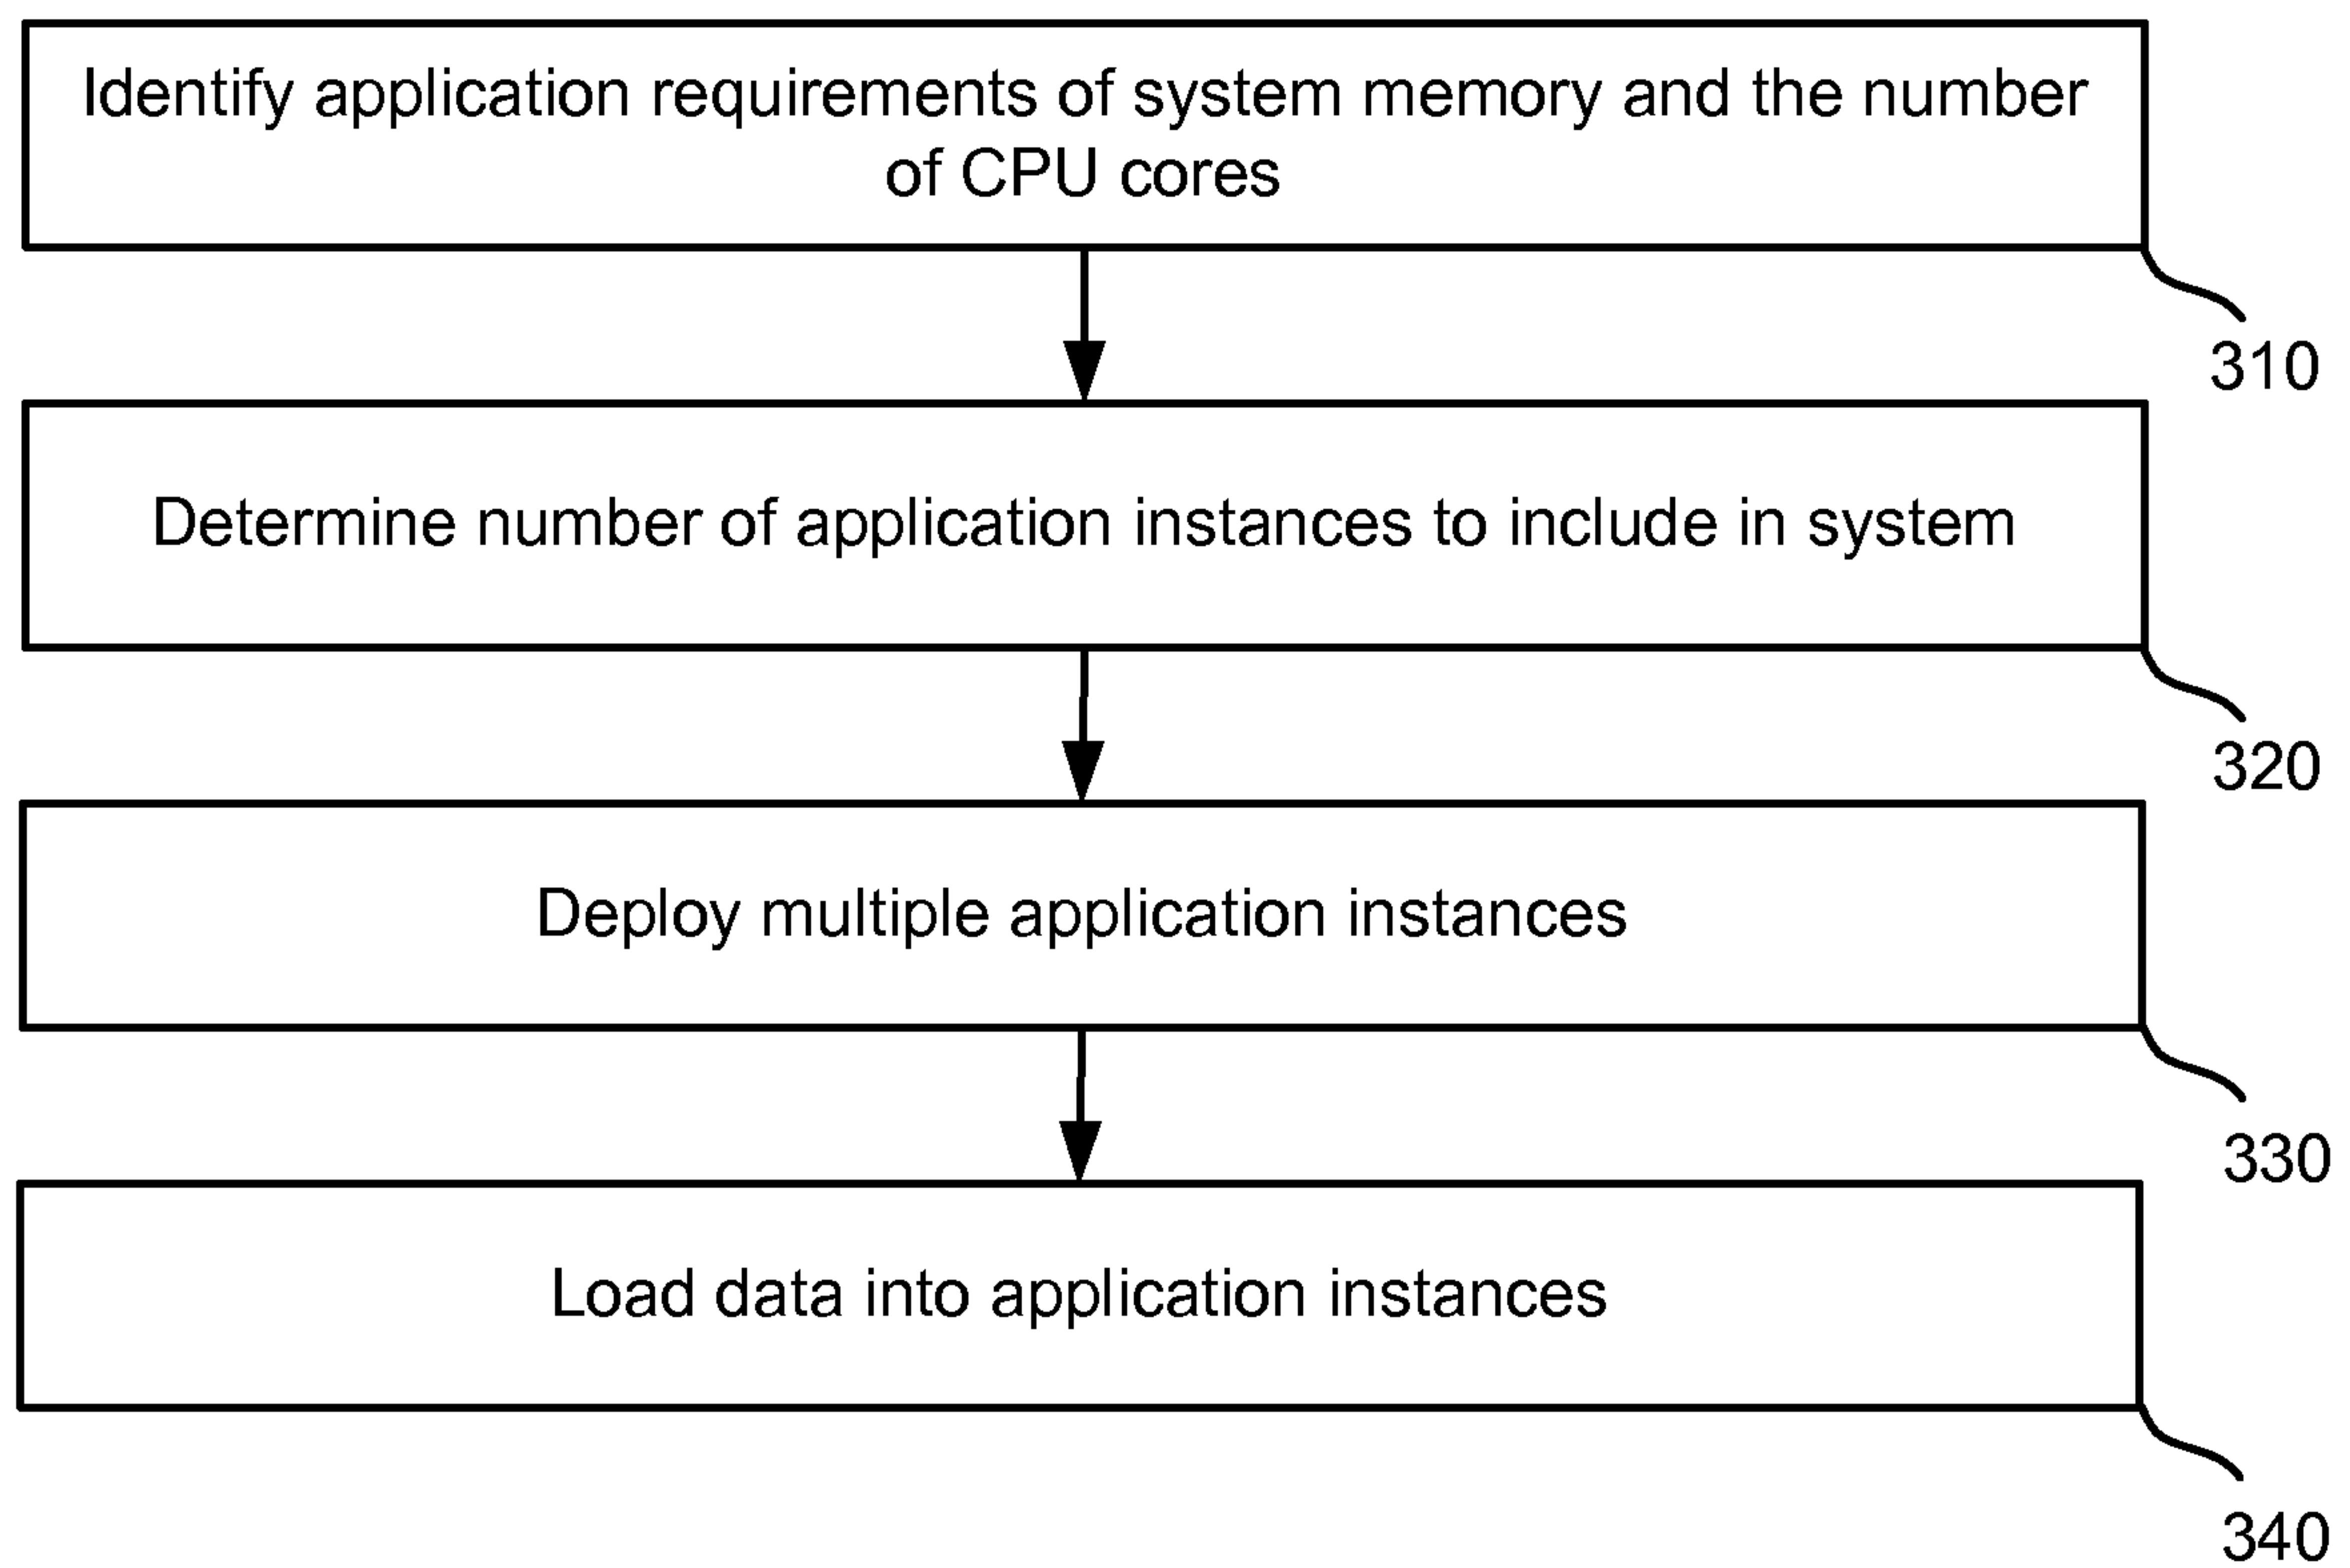 Identify application requirements of system memory and the number
of CPU cores
310
Determine number of application instances to include in system
320
Deploy multiple application instances
330
Load data into application instances
340